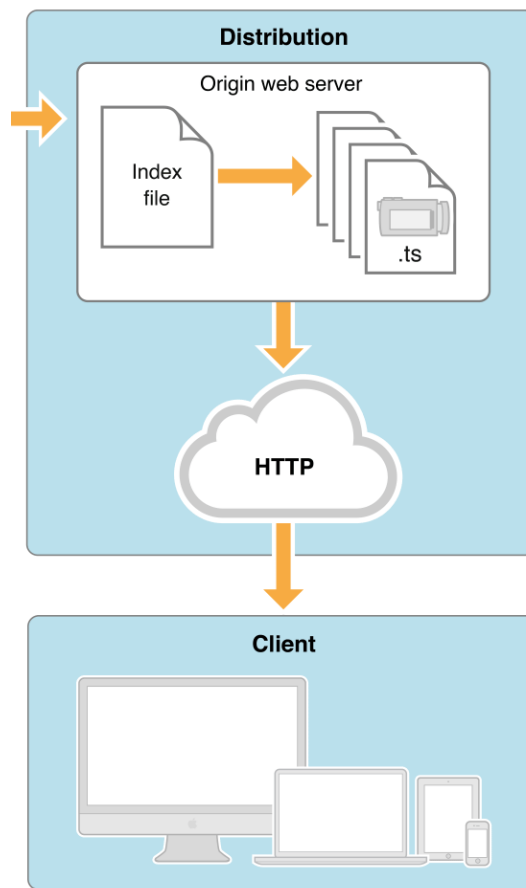 Distribution
Origin web server
Index
file
.ts
HTTP
Client